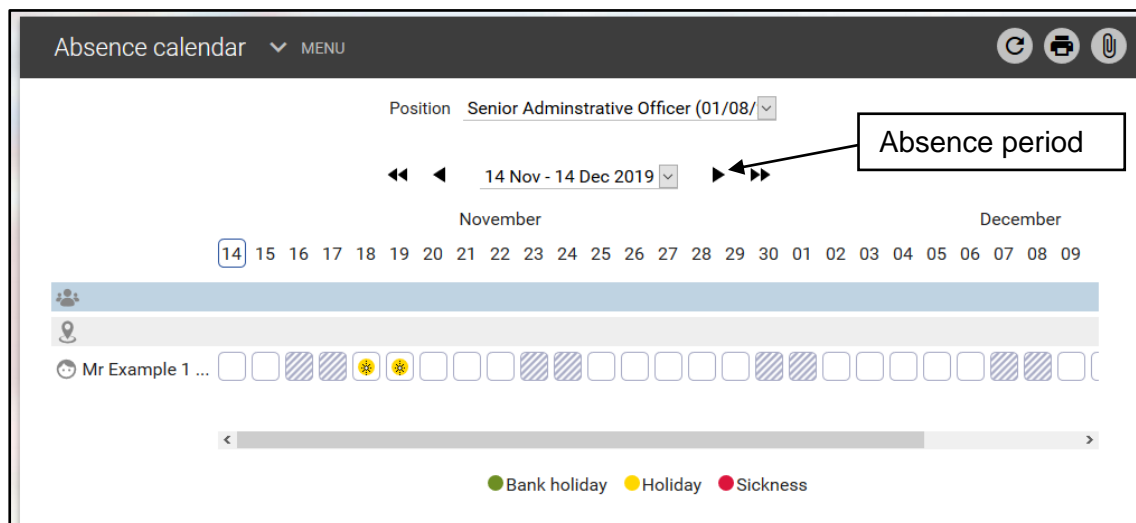 Absence calendar MENU
Position Senior Adminstrative Officer (01/08/
Absence period
14 Nov - 14 Dec 2019
November December
14 15 16 17 18 19 20 21 22 23 24 25 26 27 28 29 30 01 02 03 04 05 06 07 08 09
Mr Example 1 ...
Bank holiday Holiday Sickness